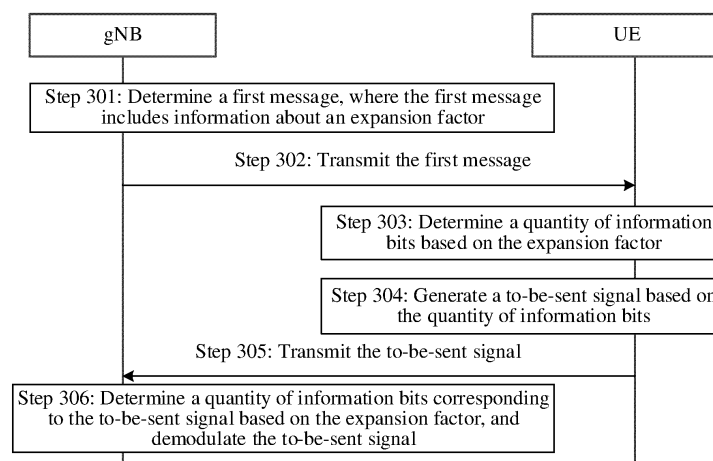 gNB
UE
Step 301: Determine a first message, where the first message
includes information about an expansion factor
Step 302: Transmit the first message
Step 303: Determine a quantity of information
bits based on the expansion factor
Step 304: Generate a to-be-sent signal based on
the quantity of information bits
Step 305: Transmit the to-be-sent signal
Step 306: Determine a quantity of information bits corresponding
to the to-be-sent signal based on the expansion factor, and
demodulate the to-be-sent signal